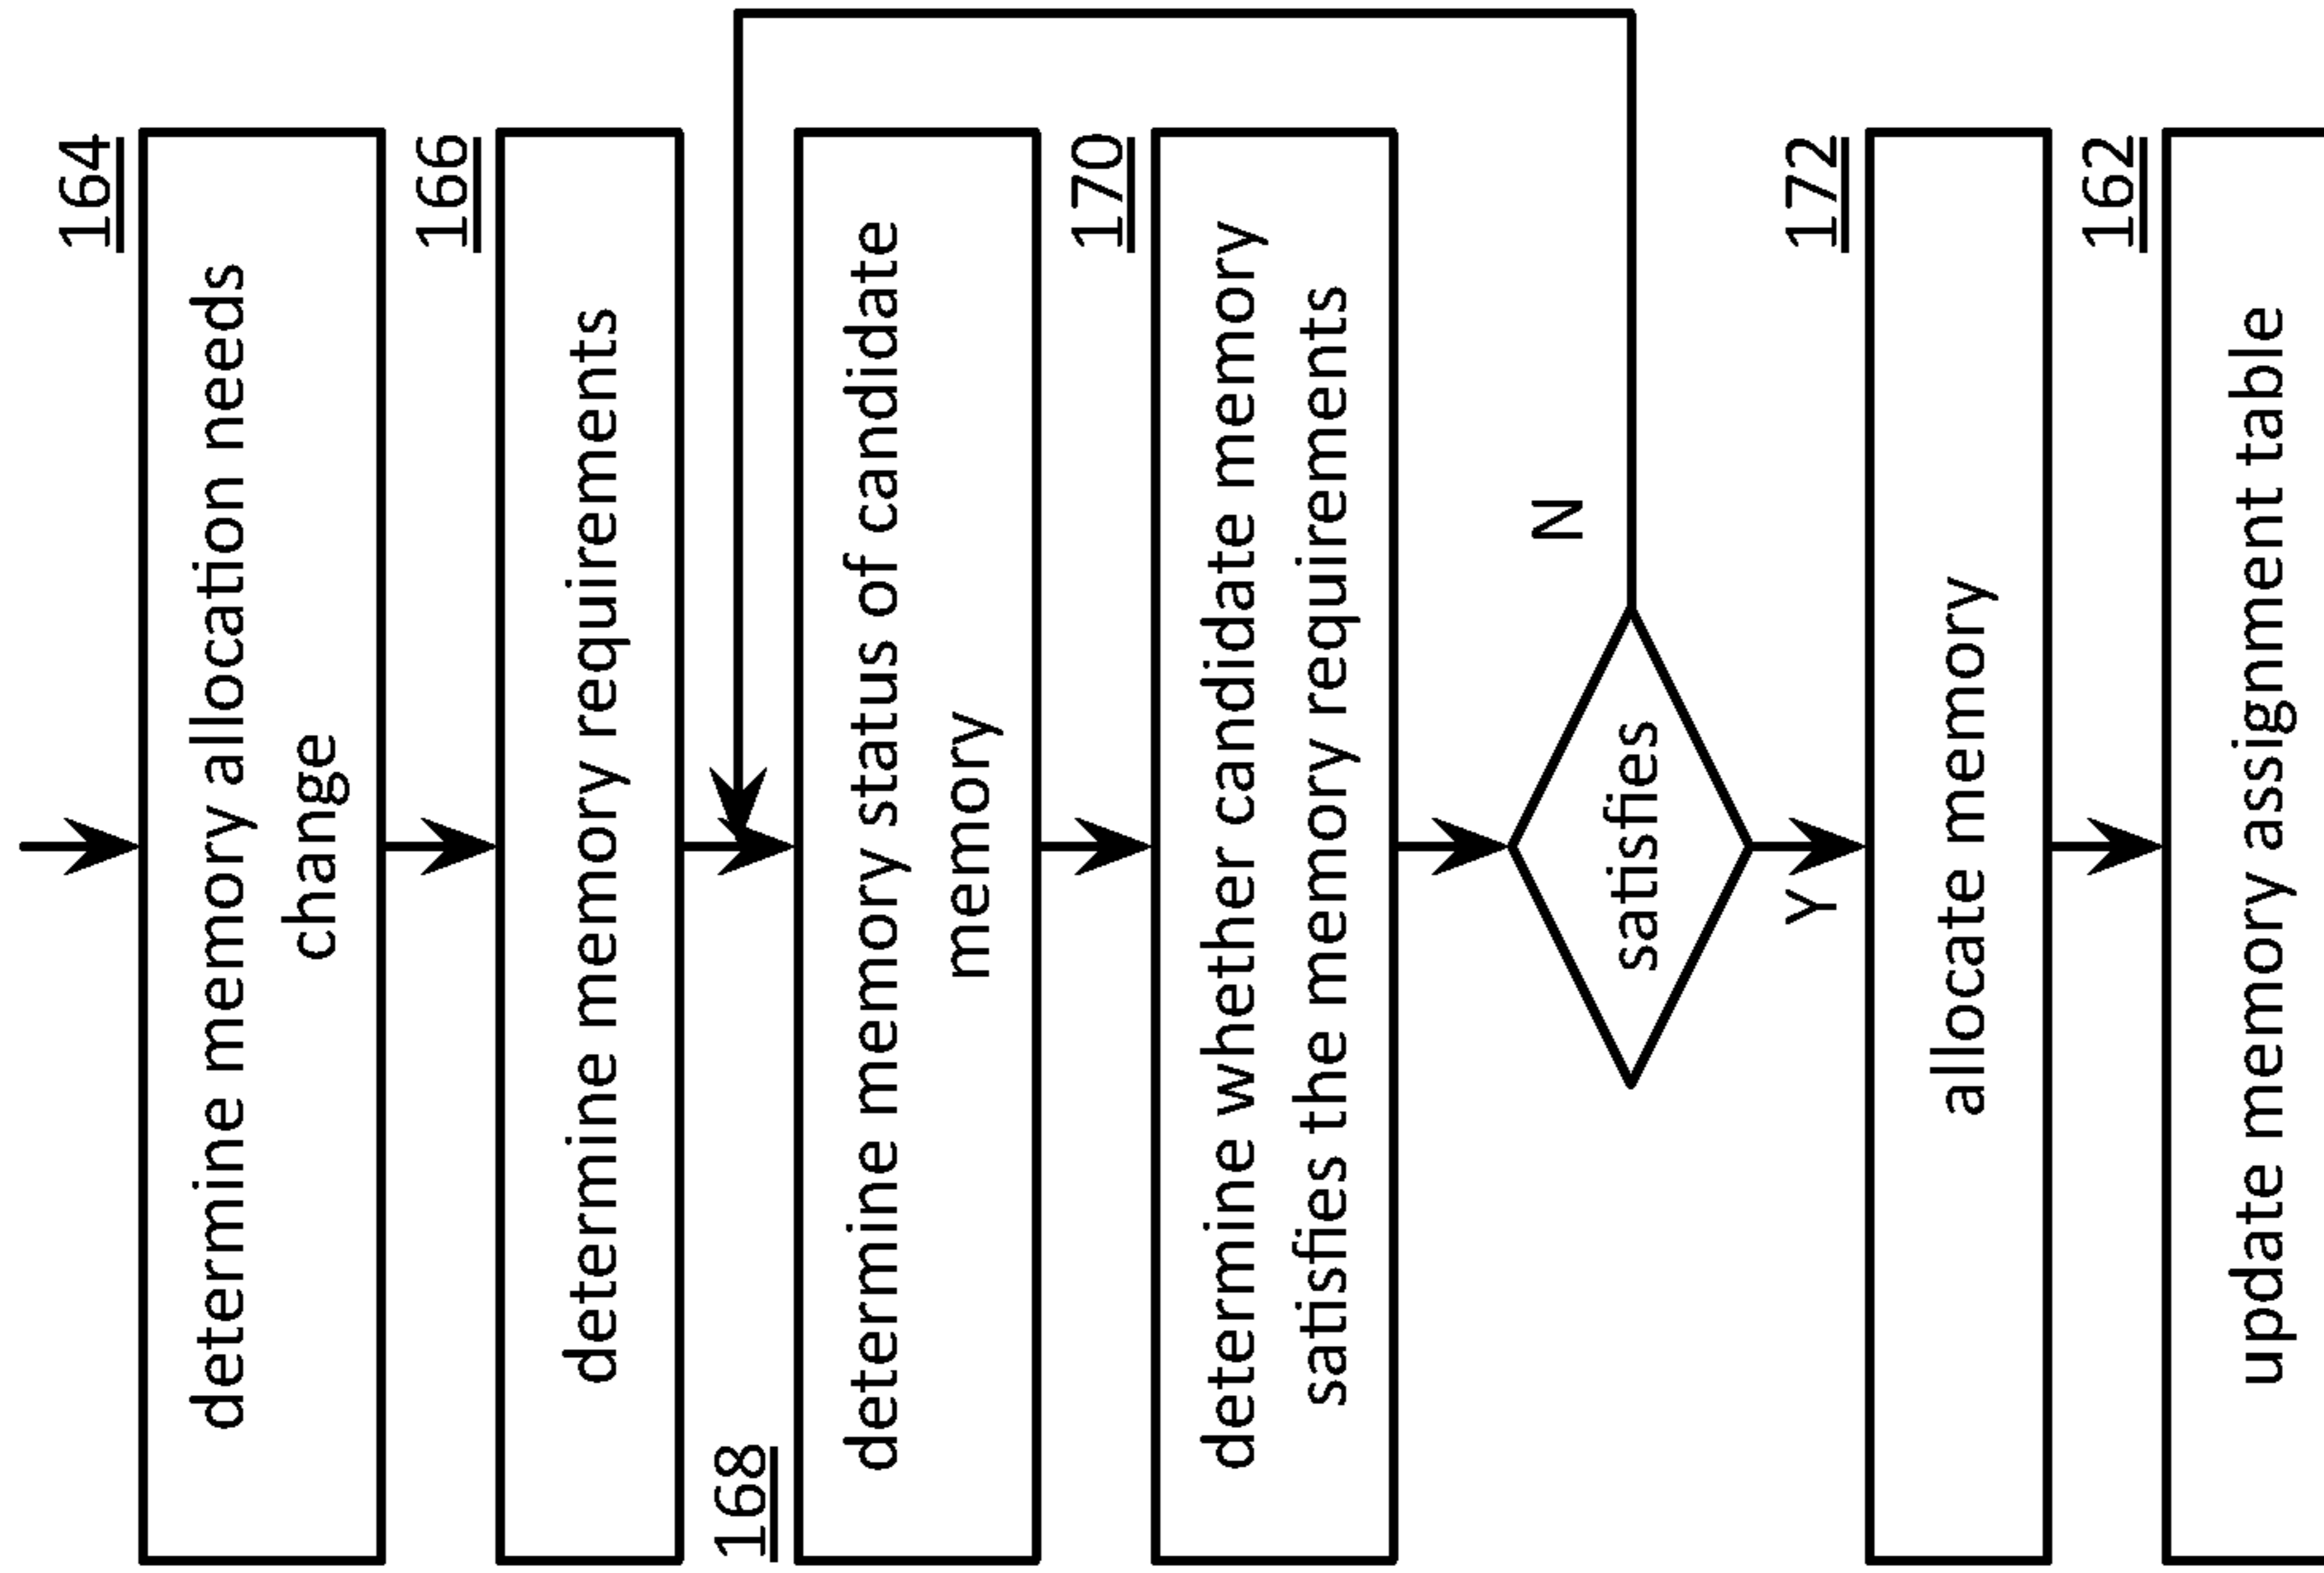 164
determine memory allocation needs
change
166
determine memory requirements
168
determine memory status of candidate
memory
170
determine whether candidate memory
satisfies the memory requirements
satisfies
N
Y
172
allocate memory
162
update memory assignment table